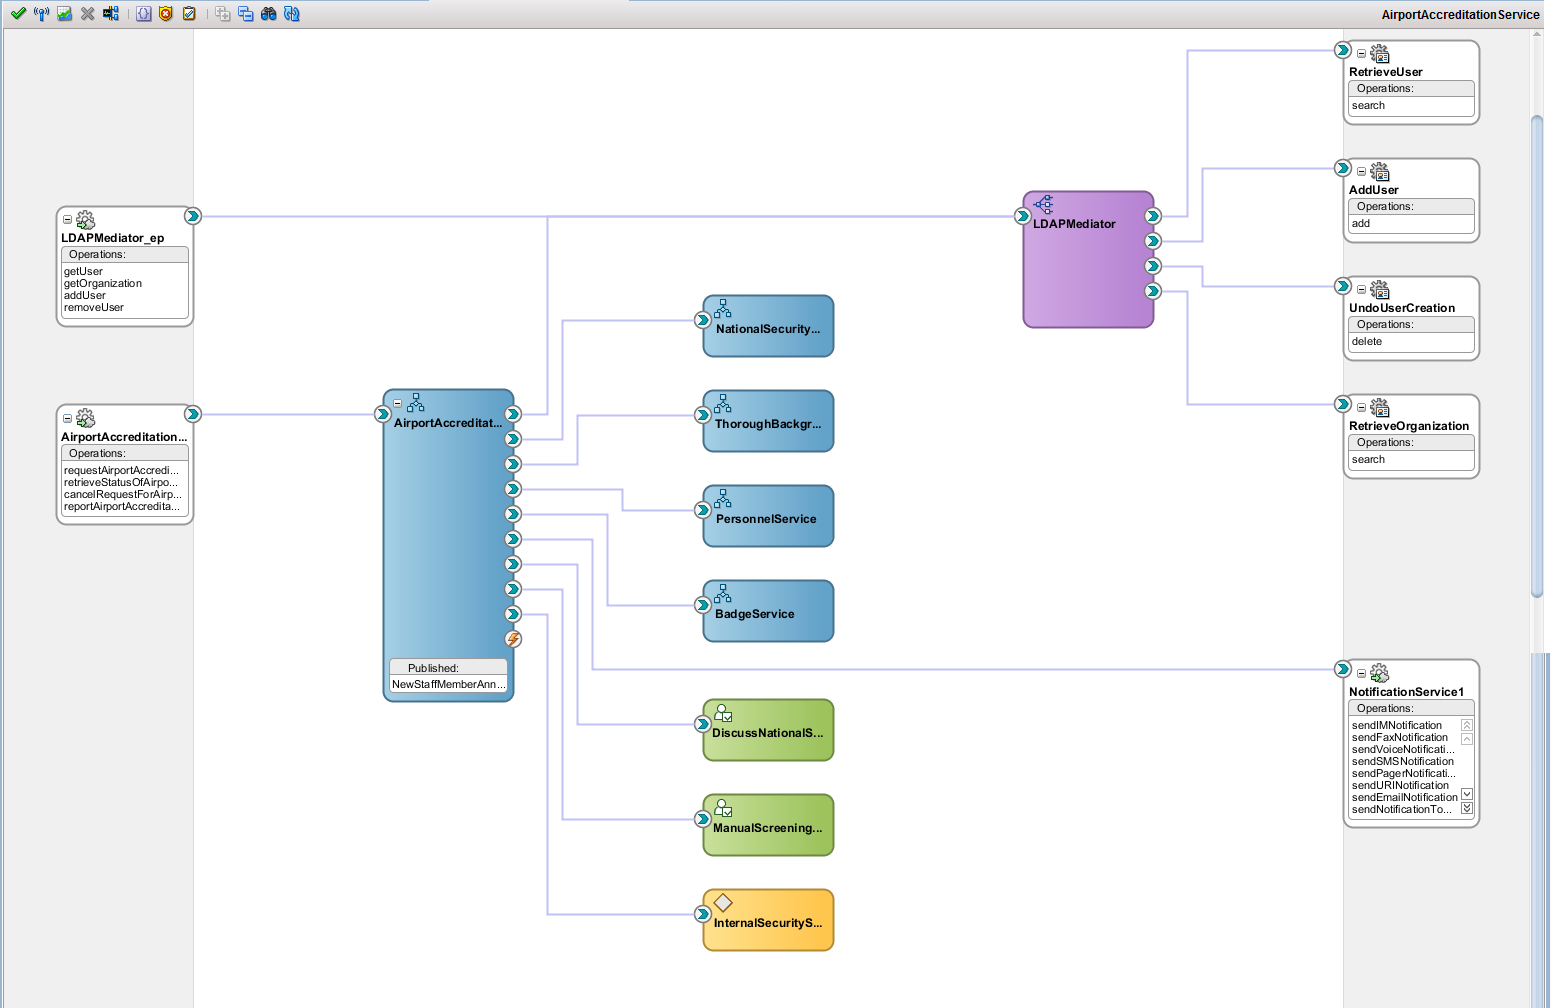 AirportAccreditationService
LDAPMediator_ep
Operations:
getUser
getOrganization
addUser
removeUser
AirportAccreditation...
Operations:
requestAirportAccredi...
retrieveStatusOfAirpo...
cancelRequestForAirp...
reportAirportAccredita...
AirportAccreditat...
Published:
NewStaffMemberAnn...
NationalSecurity...
ThoroughBackgr...
PersonnelService
BadgeService
DiscussNationalS...
ManualScreening...
InternalSecurityS...
LDAPMediator
RetrieveUser
Operations:
search
AddUser
Operations:
add
UndoUserCreation
Operations:
delete
RetrieveOrganization
Operations:
search
NotificationService1
Operations:
sendIMNotification
sendFaxNotification
sendVoiceNotificati...
sendSMSNotification
sendPagerNotificati...
sendURINotification
sendEmailNotification
sendNotificationTo...